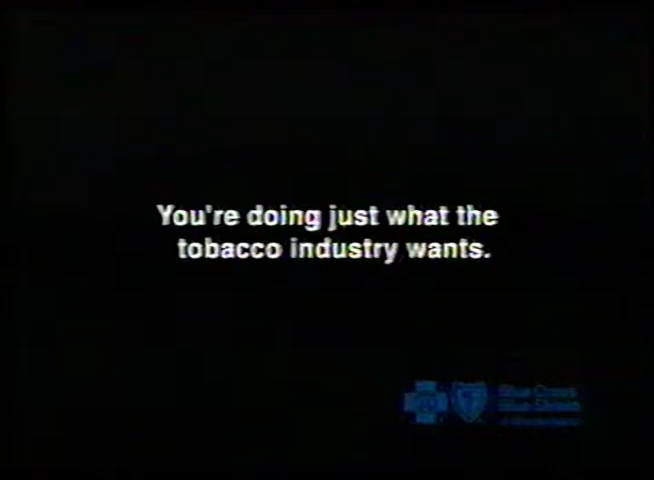 You're doing just what the
tobacco industry wants.
Blue Cross
Blue Shield